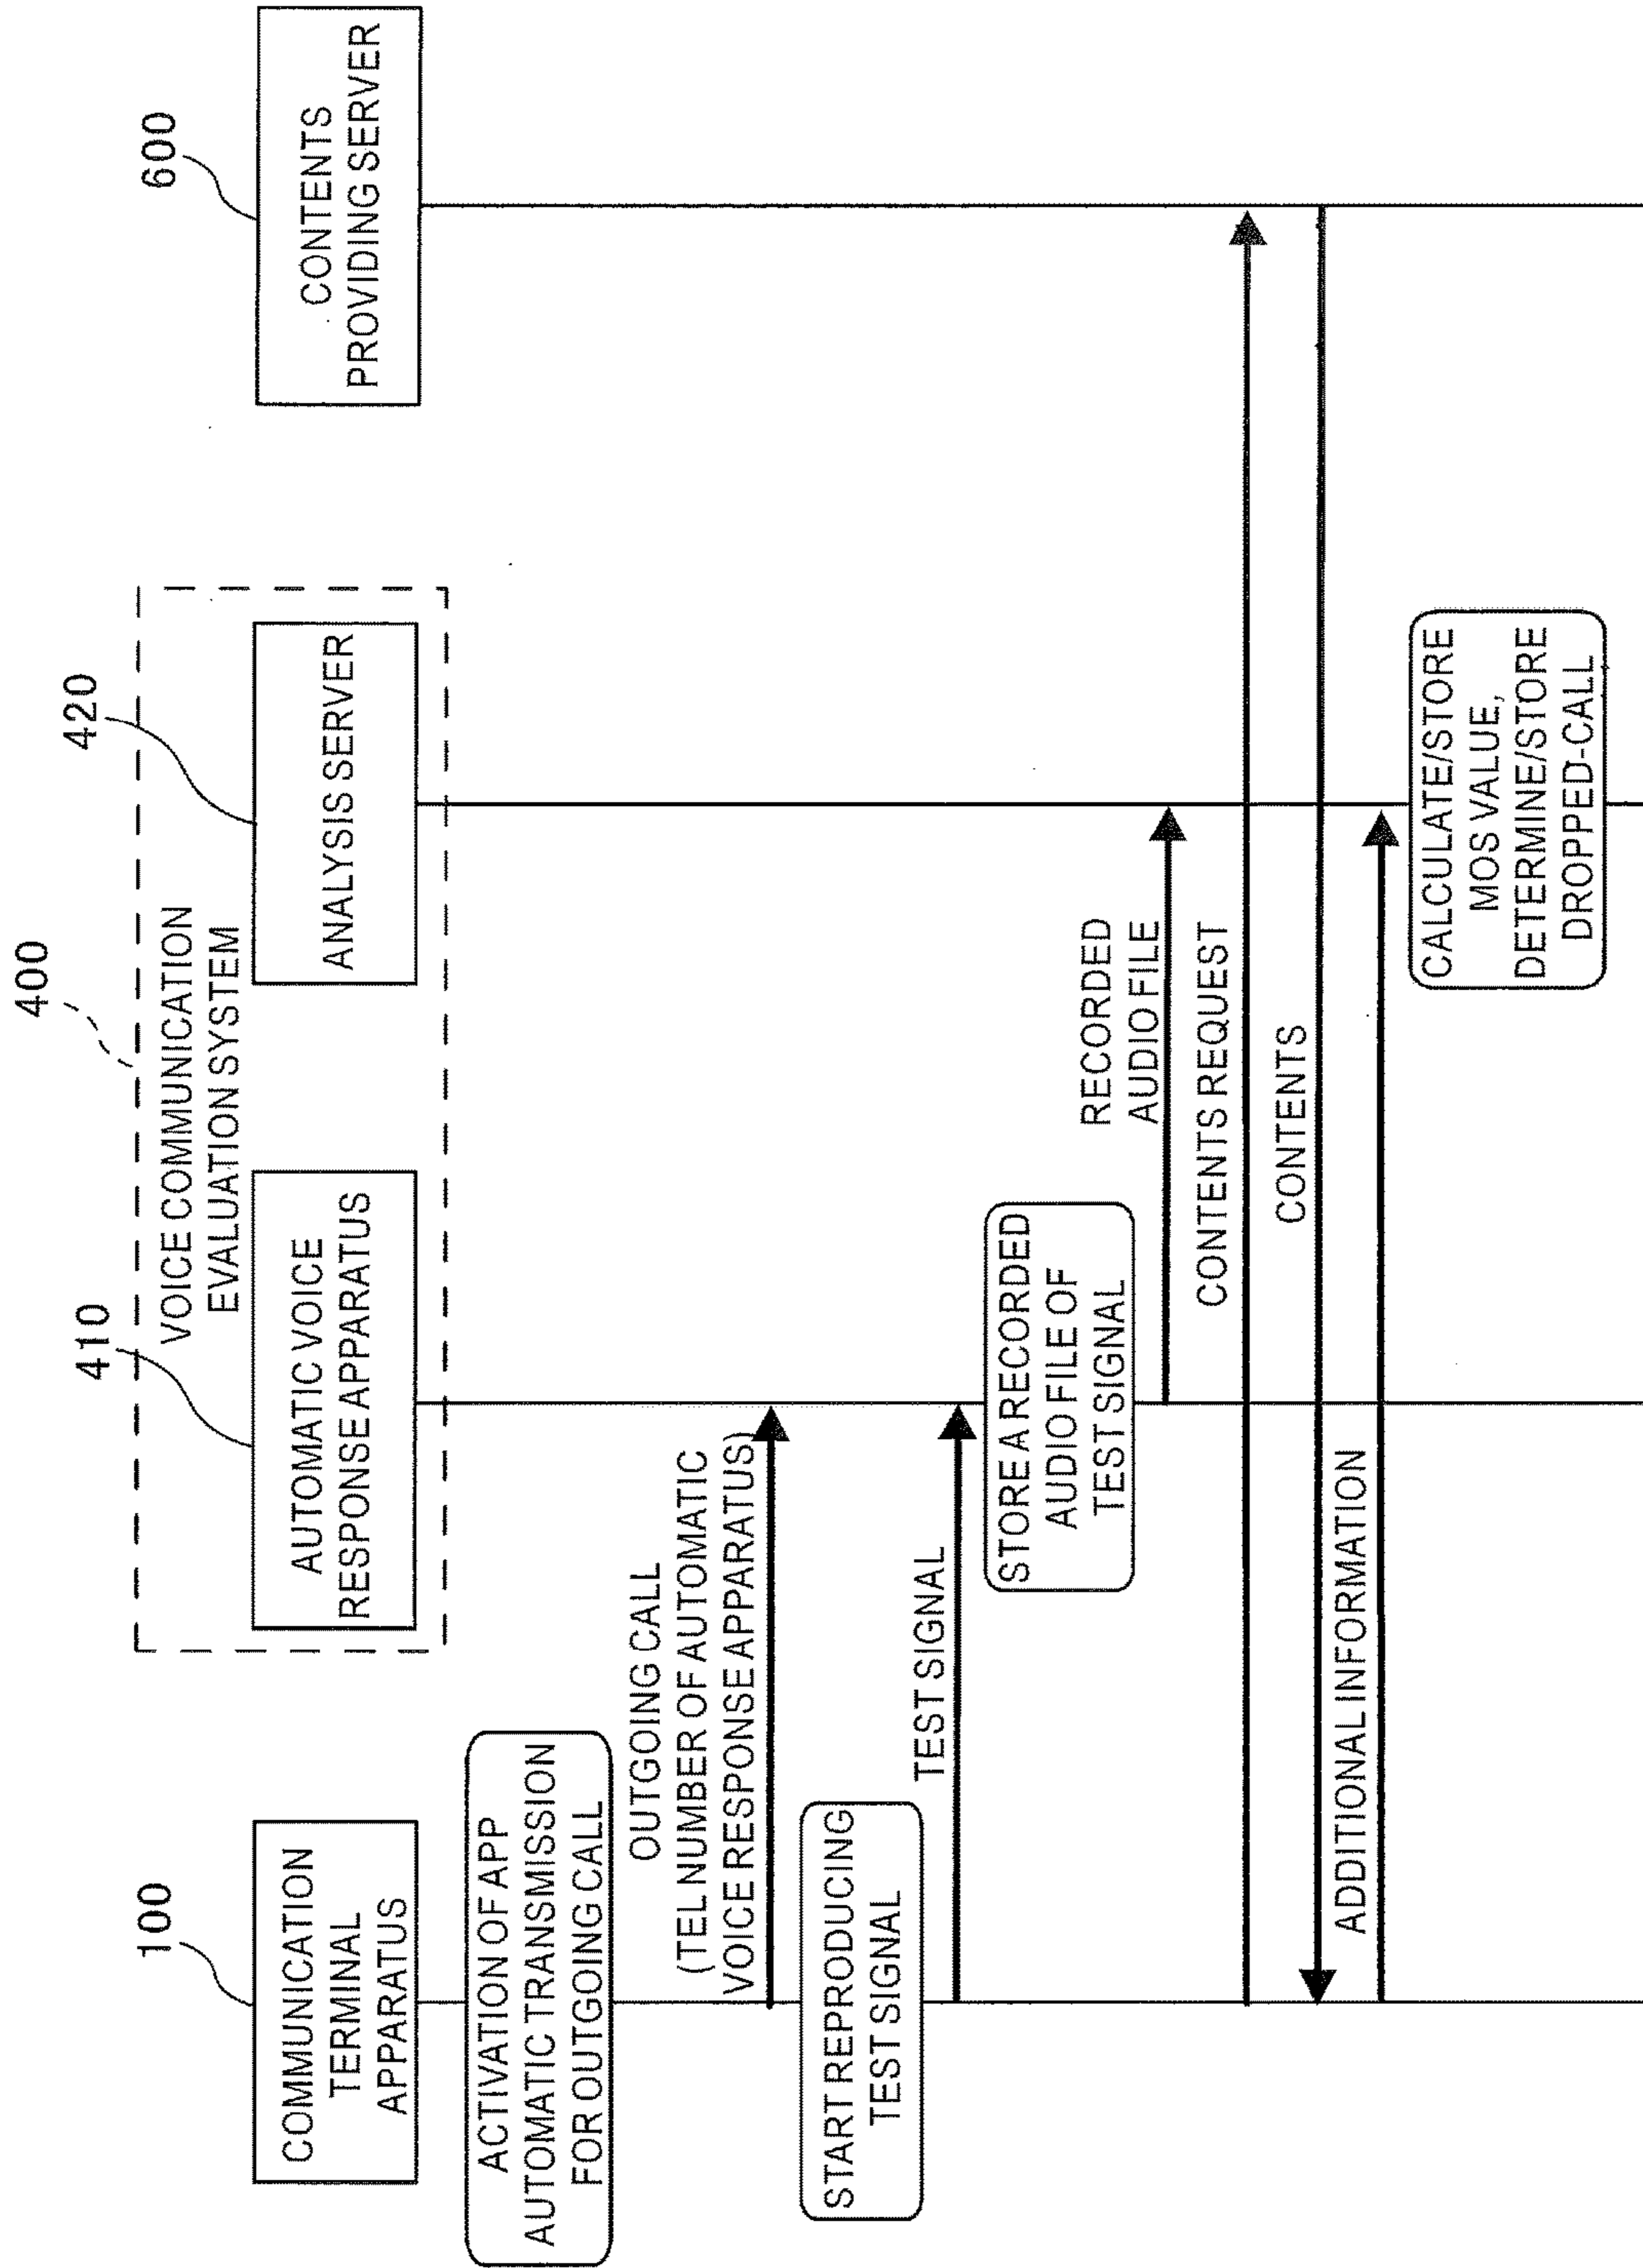 100
COMMUNICATION
TERMINAL
APPARATUS
400
VOICE COMMUNICATION
EVALUATION SYSTEM
410
AUTOMATIC VOICE
RESPONSE APPARATUS
420
ANALYSIS SERVER
600
CONTENTS
PROVIDING SERVER
ACTIVATION OF APP
AUTOMATIC TRANSMISSION
FOR OUTGOING CALL
OUTGOING CALL
(TEL NUMBER OF AUTOMATIC
VOICE RESPONSE APPARATUS)
START REPRODUCING
TEST SIGNAL
TEST SIGNAL
STORE A RECORDED
AUDIO FILE OF
TEST SIGNAL
RECORDED
AUDIO FILE
CONTENTS REQUEST
CONTENTS
ADDITIONAL INFORMATION
CALCULATE/STORE
MOS VALUE,
DETERMINE/STORE
DROPPED-CALL